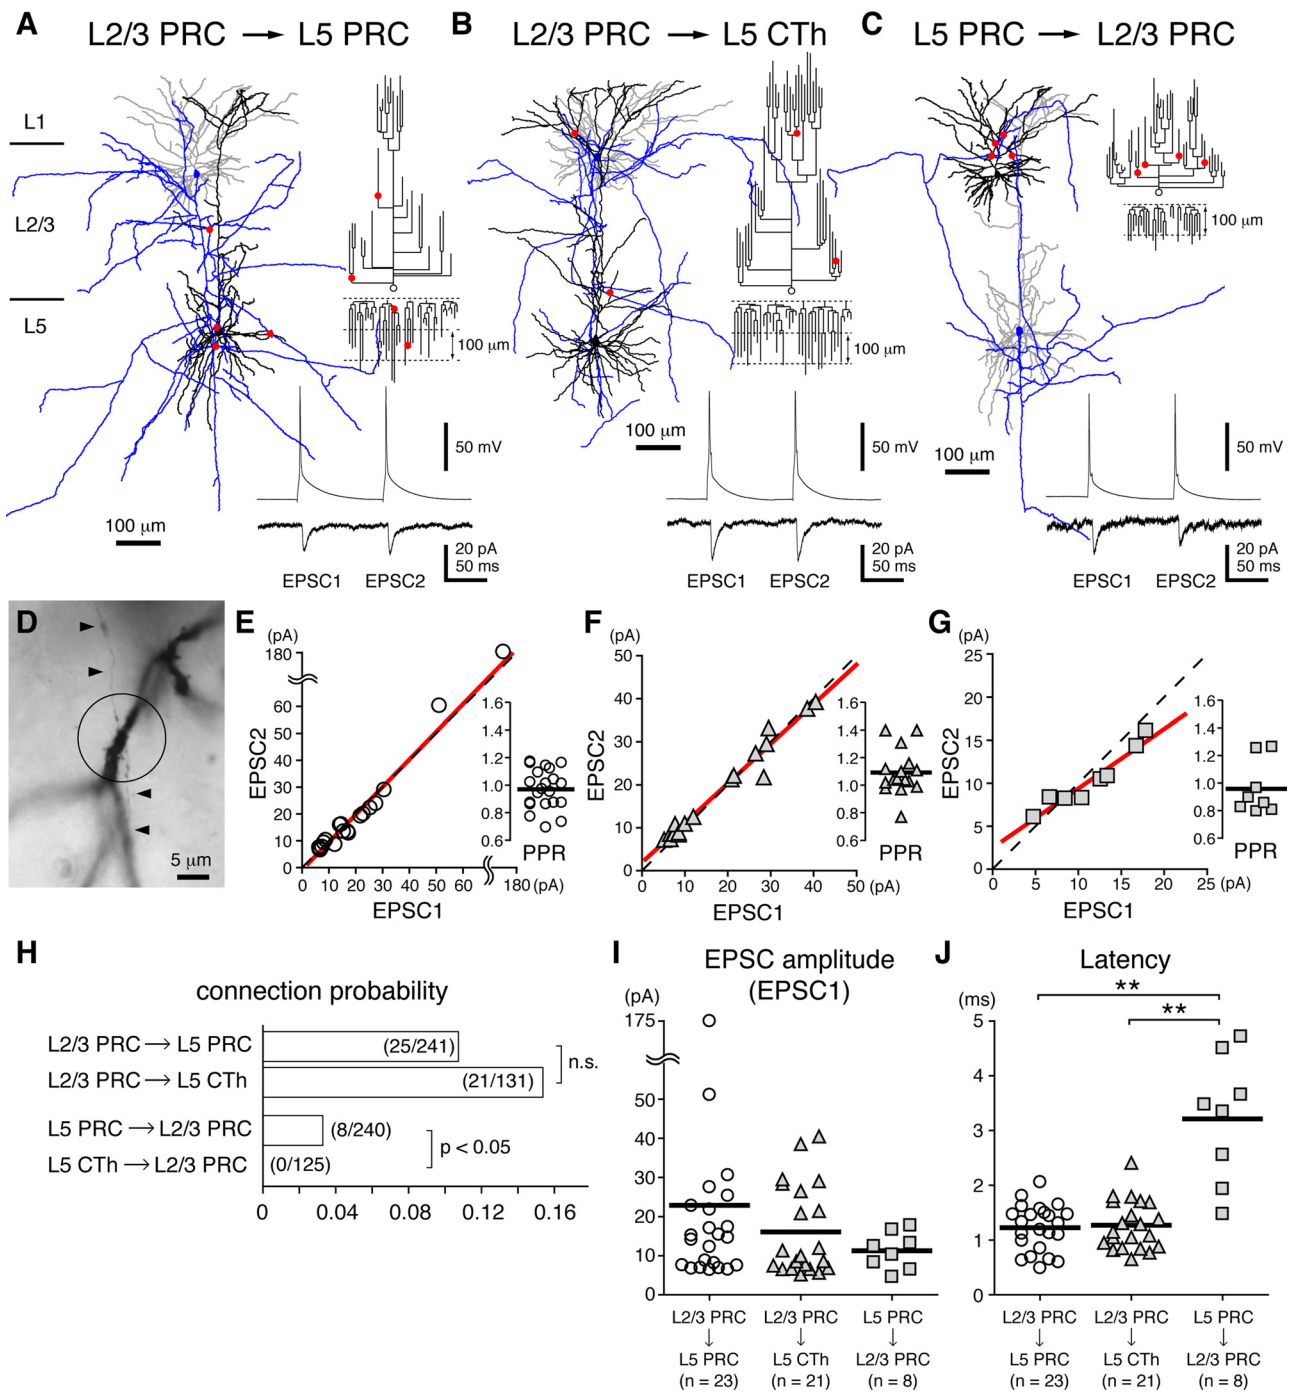 A
L2/3 PRC → L5 PRC
L1
L2/3
L5
100 µm
50 mV
100 µm
20 pA
50 ms
EPSC1 EPSC2
B
L2/3 PRC → L5 CTh
100 µm
100 µm
50 mV
20 pA
50 ms
EPSC1 EPSC2
C
L5 PRC → L2/3 PRC
100 µm
100 µm
50 mV
20 pA
50 ms
EPSC1 EPSC2
D
5 µm
E
(pA)
180
60
50
40
30
20
10
0
EPSC2
0 10 20 30 40 50 60 180 (pA)
EPSC1
1.6
1.4
1.2
1.0
0.8
0.6
PPR
F
(pA)
50
40
30
20
10
0
EPSC2
0 10 20 30 40 50
(pA)
EPSC1
1.6
1.4
1.2
1.0
0.8
0.6
PPR
G
(pA)
25
20
15
10
5
0
EPSC2
0 5 10 15 20 25 (pA)
EPSC1
1.6
1.4
1.2
1.0
0.8
0.6
PPR
H
connection probability
L2/3 PRC → L5 PRC (25/241)
L2/3 PRC → L5 CTh (21/131)
n.s.
L5 PRC → L2/3 PRC (8/240)
L5 CTh → L2/3 PRC (0/125)
p < 0.05
0 0.04 0.08 0.12 0.16
I
EPSC amplitude
(EPSC1)
(pA)
175
50
40
30
20
10
0
L2/3 PRC L2/3 PRC L5 PRC
↓ ↓ ↓
L5 PRC L5 CTh L2/3 PRC
(n = 23) (n = 21) (n = 8)
J
Latency
(ms)
**
**
5
4
3
2
1
0
L2/3 PRC L2/3 PRC L5 PRC
↓ ↓ ↓
L5 PRC L5 CTh L2/3 PRC
(n = 23) (n = 21) (n = 8)